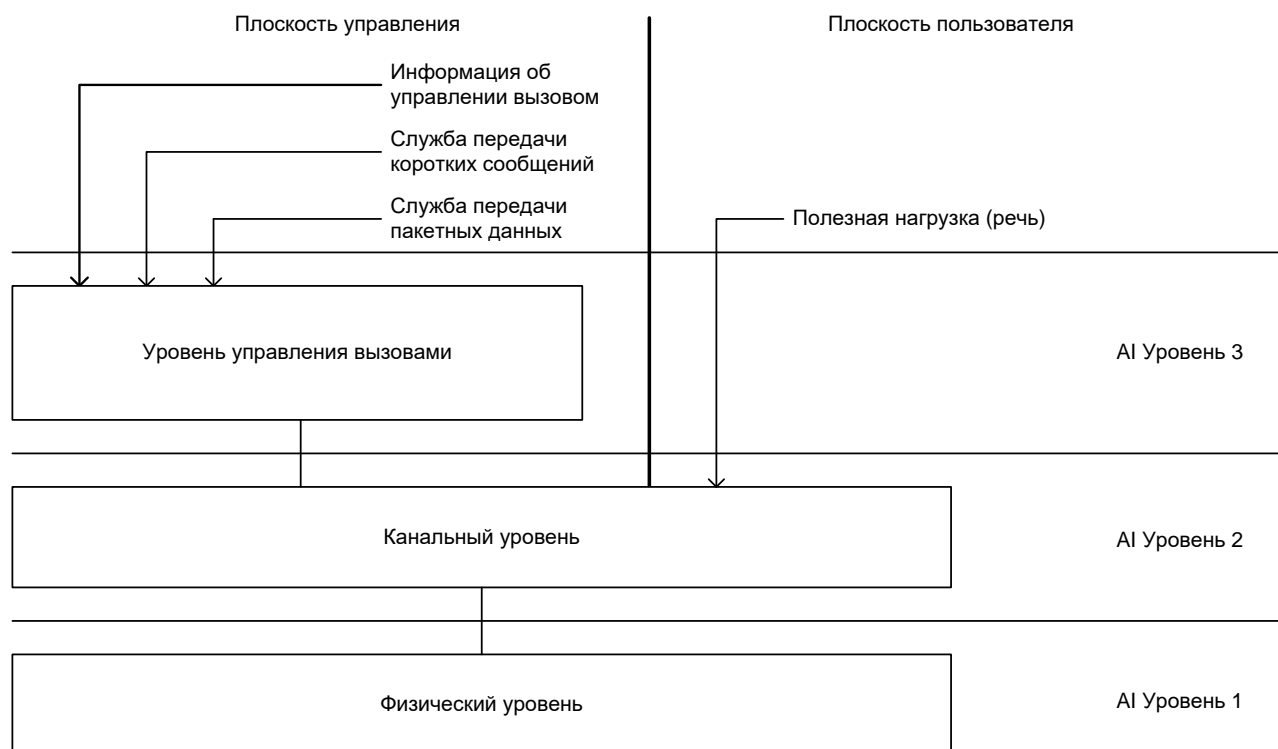 Плоскость управления
Плоскость пользователя
Информация об
управлении вызовом
Служба передачи
коротких сообщений
Служба передачи
пакетных данных
Полезная нагрузка (речь)
Уровень управления вызовами
AI Уровень 3
Канальный уровень
AI Уровень 2
Физический уровень
AI Уровень 1